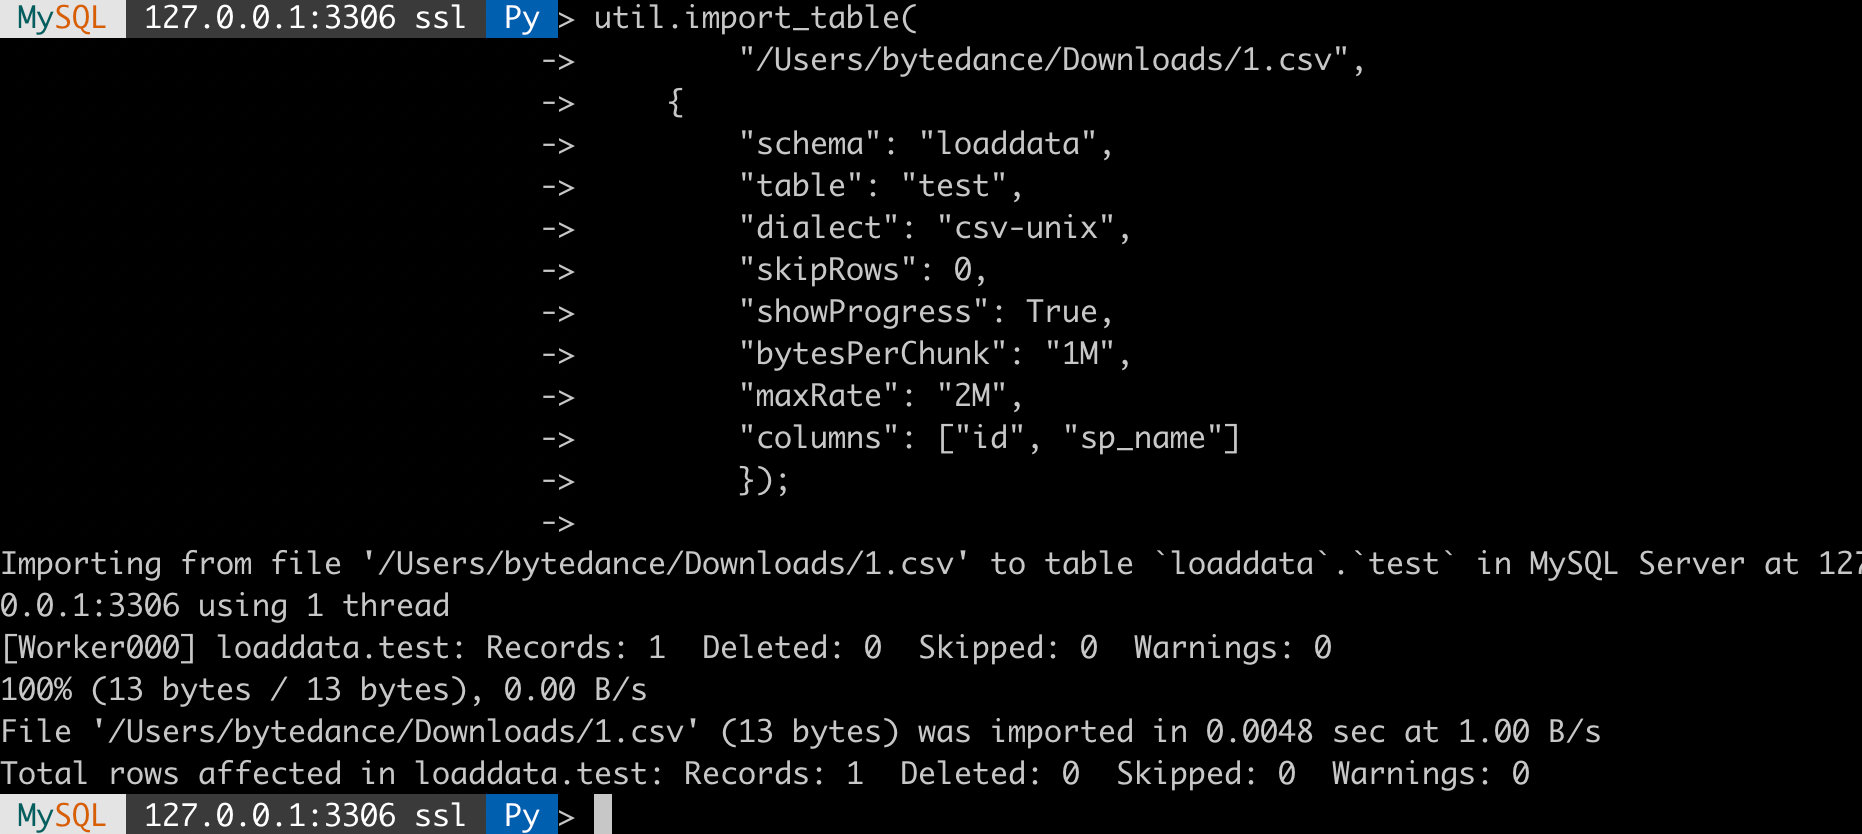 MySQL 127.0.0.1:3306 ssl Py > util.import_table(
-> "/Users/bytedance/Downloads/1.csv",
-> {
-> "schema": "loaddata",
-> "table": "test",
-> "dialect": "csv-unix",
-> "skipRows": 0,
-> "showProgress": True,
-> "bytesPerChunk": "1M",
-> "maxRate": "2M",
-> "columns": ["id", "sp_name"]
-> });
->
Importing from file '/Users/bytedance/Downloads/1.csv' to table `loaddata`.`test` in MySQL Server at 127
0.0.1:3306 using 1 thread
[Worker000] loaddata.test: Records: 1  Deleted: 0  Skipped: 0  Warnings: 0
100% (13 bytes / 13 bytes), 0.00 B/s
File '/Users/bytedance/Downloads/1.csv' (13 bytes) was imported in 0.0048 sec at 1.00 B/s
Total rows affected in loaddata.test: Records: 1  Deleted: 0  Skipped: 0  Warnings: 0
MySQL 127.0.0.1:3306 ssl Py >